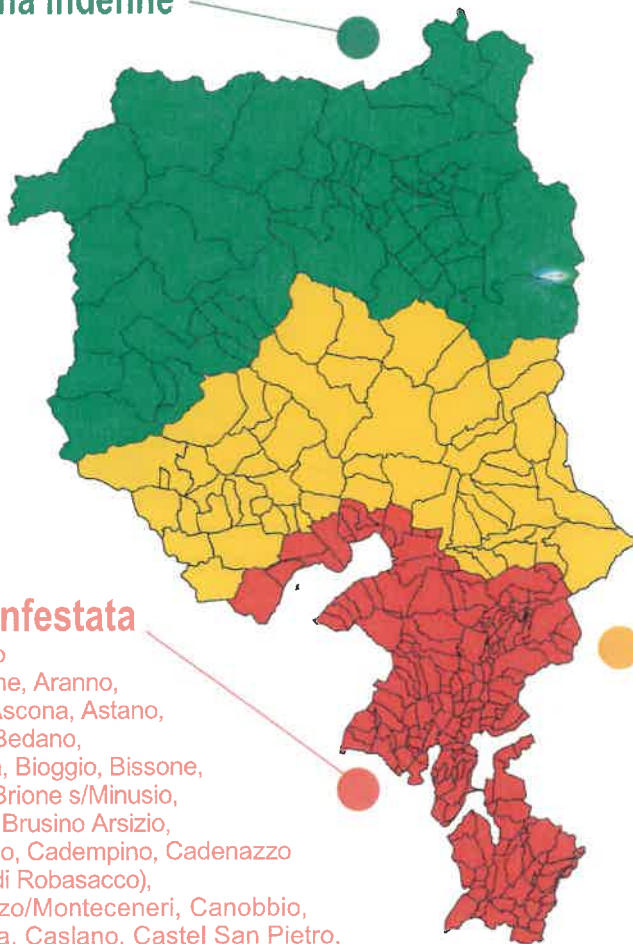 na indenne
nfestata
o
ne, Aranno,
Ascona, Astano,
Bedano,
, Bioggio, Bissone,
Brione s/Minusio,
Brusino Arsizio,
o, Cadempino, Cadenazzo
di Robasacco),
zo/Monteceneri, Canobbio,
a, Caslano, Castel San Pietro,